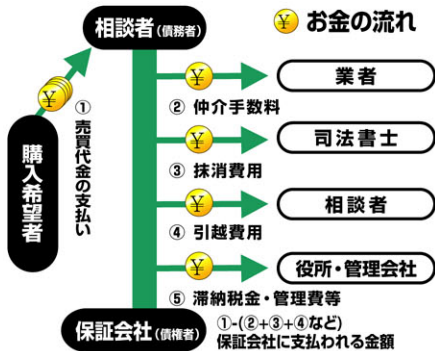 相談者(債務者)
¥ お金の流れ
¥
① 売買代金の支払い
購入希望者
¥
業者
② 仲介手数料
¥
司法書士
③ 抹消費用
¥
相談者
④ 引越費用
¥
役所・管理会社
⑤ 滞納税金・管理費等
保証会社(債権者)
①-(②+③+④など)
保証会社に支払われる金額